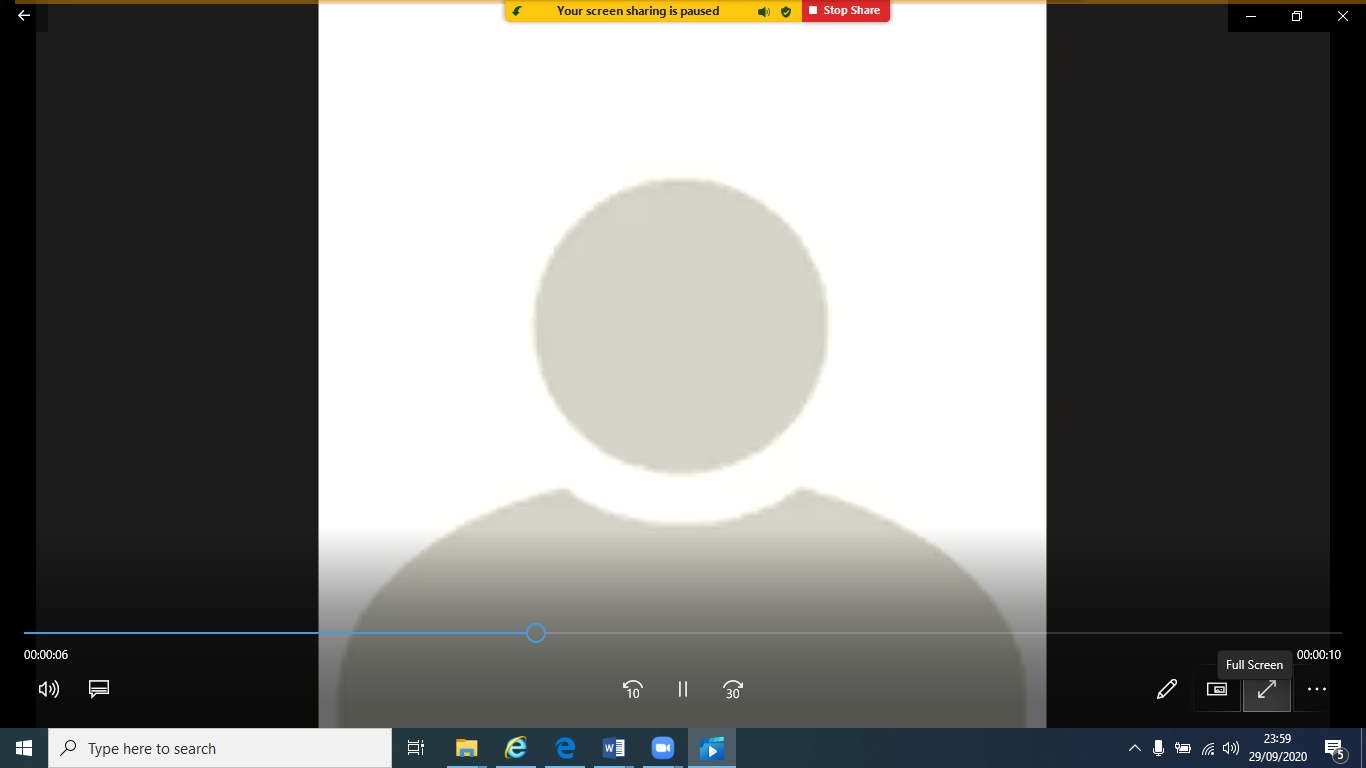 Your screen sharing is paused
Stop Share
00:00:06
00:00:10
Full Screen
10
30
Type here to search
23:59
29/09/2020
5